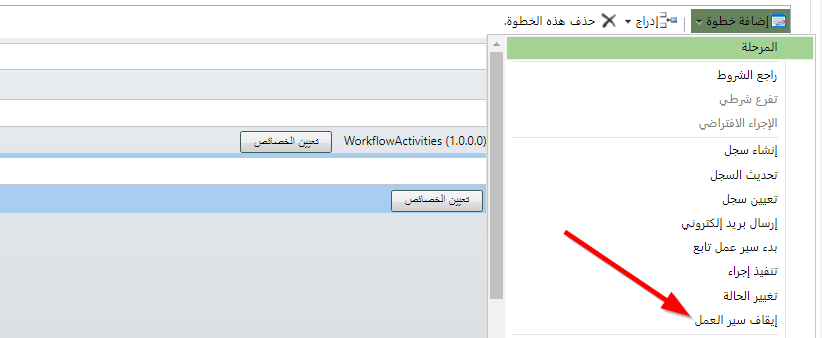 إضافة خطوة إدراج حذف هذه الخطوة.
المرحلة
راجع الشروط
تفرع شرطي
الإجراء الافتراضي
WorkflowActivities (1.0.0.0) تعيين الخصائص
إنشاء سجل
تحديث السجل
تعيين سجل
تعيين الخصائص
إرسال بريد إلكتروني
بدء سير عمل تابع
تنفيذ إجراء
تغيير الحالة
إيقاف سير العمل